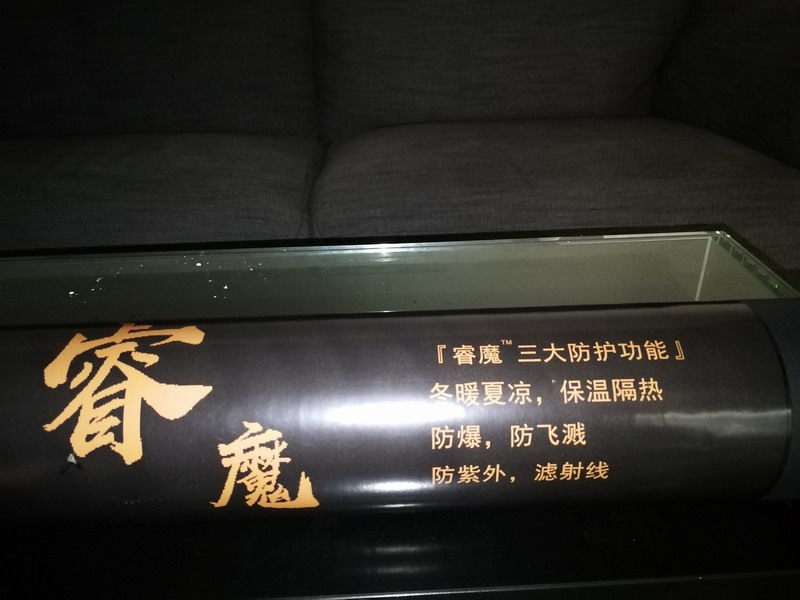 睿
魔
『睿魔™三大防护功能』
冬暖夏凉，保温隔热
防爆，防飞溅
防紫外，滤射线